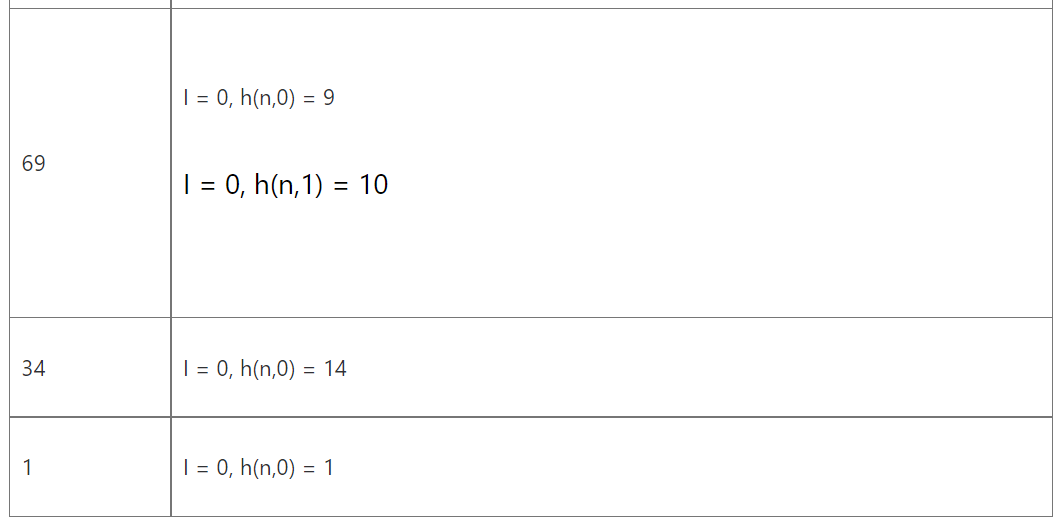 69
l = 0, h(n,0) = 9
l = 0, h(n,1) = 10
34
l = 0, h(n,0) = 14
1
l = 0, h(n,0) = 1